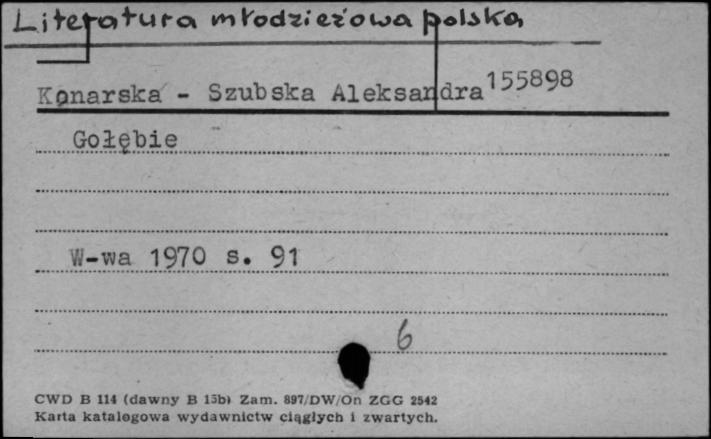 Literatura młodzieżowa polska
Konarska - Szubska Aleksandra 155898
Gołębie
W-wa 1970 s. 91
6
CWD B 114 (dawny B 15b) Zam. 897/DW/On ZGG 2542
Karta katalogowa wydawnictw ciągłych i zwartych.